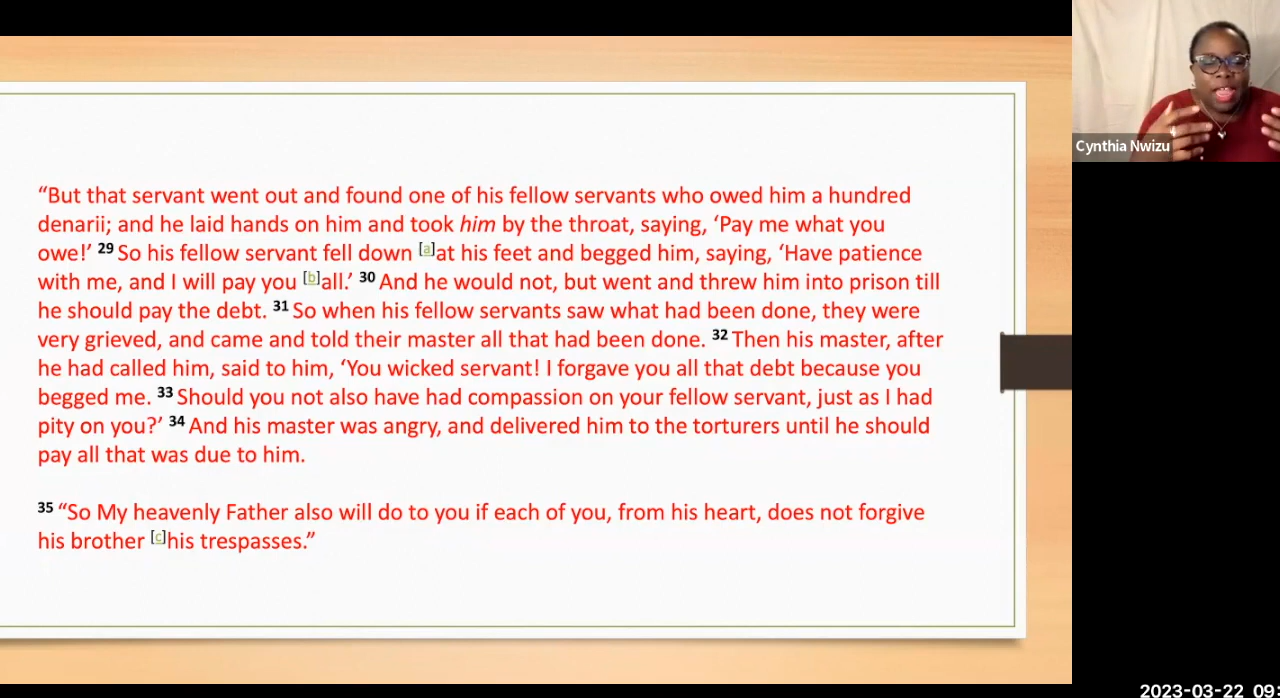 “But that servant went out and found one of his fellow servants who owed him a hundred
denarii; and he laid hands on him and took him by the throat, saying, ‘Pay me what you
owe!’ 29 So his fellow servant fell down [a]at his feet and begged him, saying, ‘Have patience
with me, and I will pay you [b]all.’ 30 And he would not, but went and threw him into prison till
he should pay the debt. 31 So when his fellow servants saw what had been done, they were
very grieved, and came and told their master all that had been done. 32 Then his master, after
he had called him, said to him, ‘You wicked servant! I forgave you all that debt because you
begged me. 33 Should you not also have had compassion on your fellow servant, just as I had
pity on you?’ 34 And his master was angry, and delivered him to the torturers until he should
pay all that was due to him.
35 “So My heavenly Father also will do to you if each of you, from his heart, does not forgive
his brother [c]his trespasses.”
Cynthia Nwizu
2023-03-22 09: